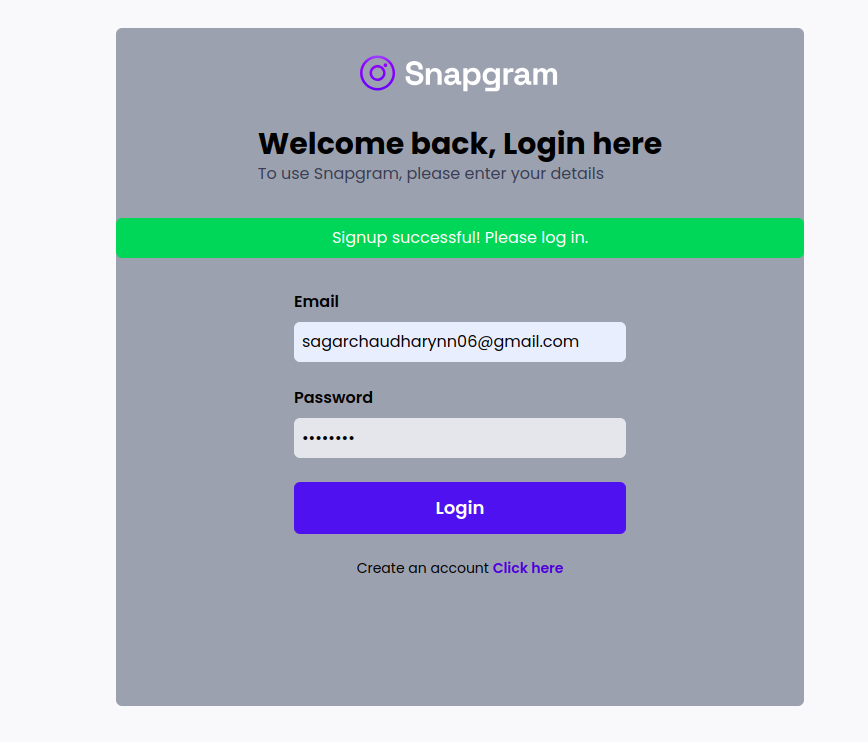 Snapgram
Welcome back, Login here
To use Snapgram, please enter your details
Signup successful! Please log in.
Email
sagarchaudharynn06@gmail.com
Password
••••••••
Login
Create an account Click here